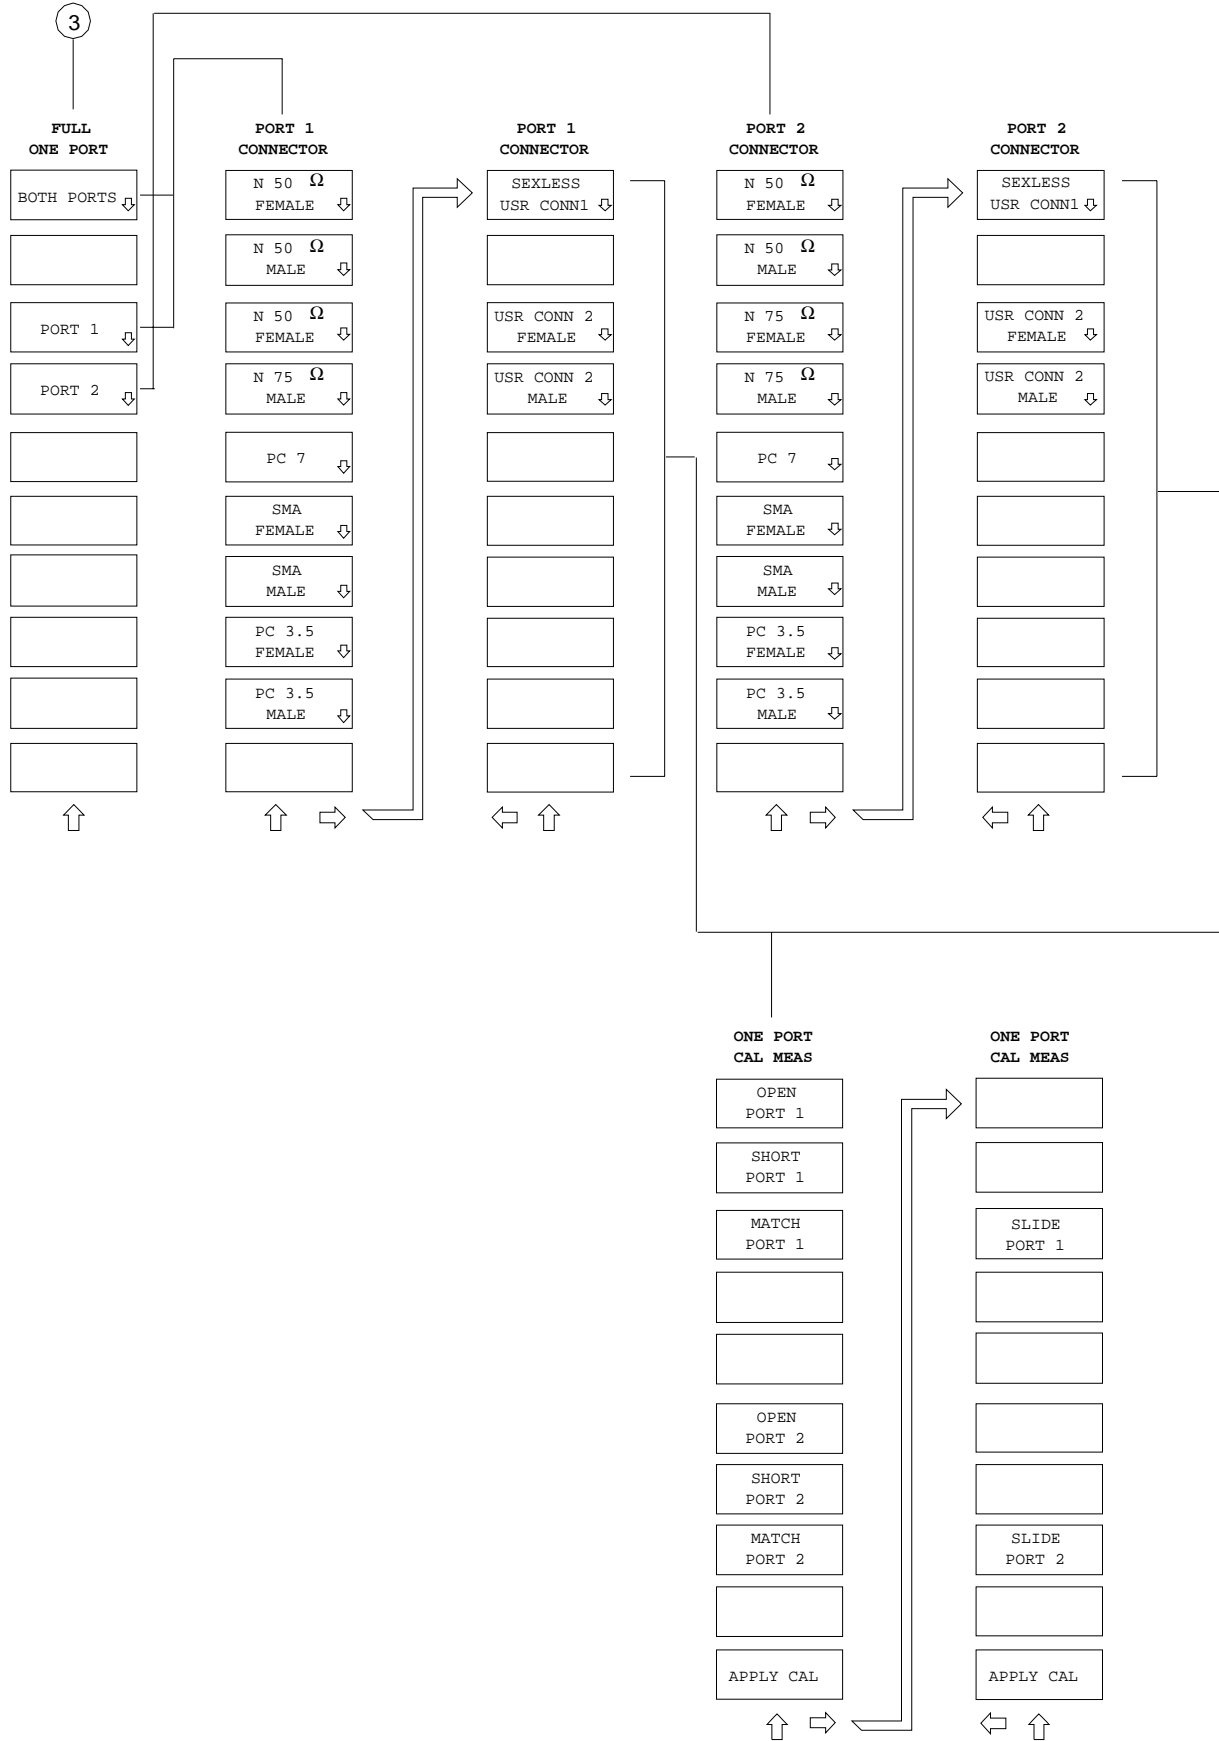 3
FULL
ONE PORT
BOTH PORTS
PORT 1
PORT 2
PORT 1
CONNECTOR
N 50 Ω
FEMALE
N 50 Ω
MALE
N 50 Ω
FEMALE
N 75 Ω
MALE
PC 7
SMA
FEMALE
SMA
MALE
PC 3.5
FEMALE
PC 3.5
MALE
PORT 1
CONNECTOR
SEXLESS
USR CONN1
USR CONN 2
FEMALE
USR CONN 2
MALE
PORT 2
CONNECTOR
N 50 Ω
FEMALE
N 50 Ω
MALE
N 75 Ω
FEMALE
N 75 Ω
MALE
PC 7
SMA
FEMALE
SMA
MALE
PC 3.5
FEMALE
PC 3.5
MALE
PORT 2
CONNECTOR
SEXLESS
USR CONN1
USR CONN 2
FEMALE
USR CONN 2
MALE
ONE PORT
CAL MEAS
OPEN
PORT 1
SHORT
PORT 1
MATCH
PORT 1
OPEN
PORT 2
SHORT
PORT 2
MATCH
PORT 2
APPLY CAL
ONE PORT
CAL MEAS
SLIDE
PORT 1
SLIDE
PORT 2
APPLY CAL